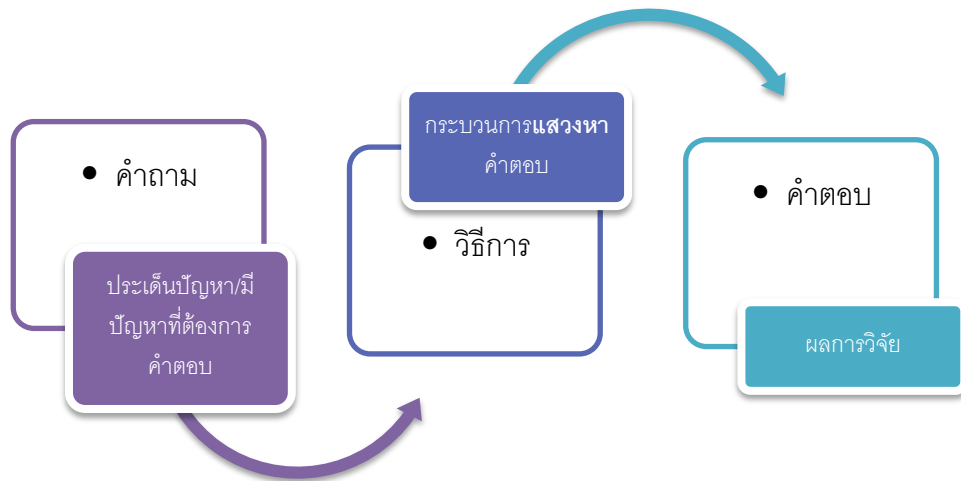 คำถาม
ประเด็นปัญหา/มี
ปัญหาที่ต้องการ
คำตอบ
กระบวนการแสวงหา
คำตอบ
วิธีการ
คำตอบ
ผลการวิจัย